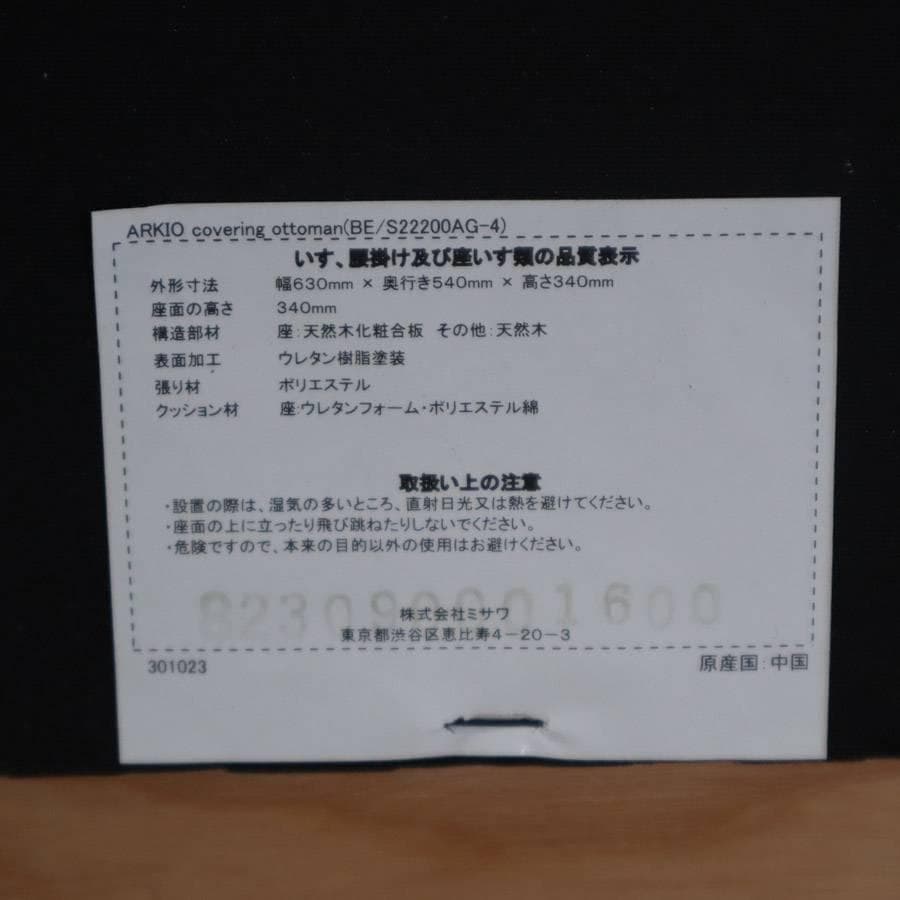 ARKIO covering ottoman(BE/S22200AG-4)
いす、腰掛け及び座いす類の品質表示
外形寸法 幅630mm × 奥行き540mm × 高さ340mm
座面の高さ 340mm
構造部材 座:天然木化粧合板 その他:天然木
表面加工 ウレタン樹脂塗装
張り材 ポリエステル
クッション材 座:ウレタンフォーム・ポリエステル綿
取扱い上の注意
・設置の際は、湿気の多いところ、直射日光又は熱を避けてください。
・座面の上に立ったり飛び跳ねたりしないでください。
・危険ですので、本来の目的以外の使用はお避けください。
株式会社ミサワ
東京都渋谷区恵比寿4-20-3
301023 原産国:中国